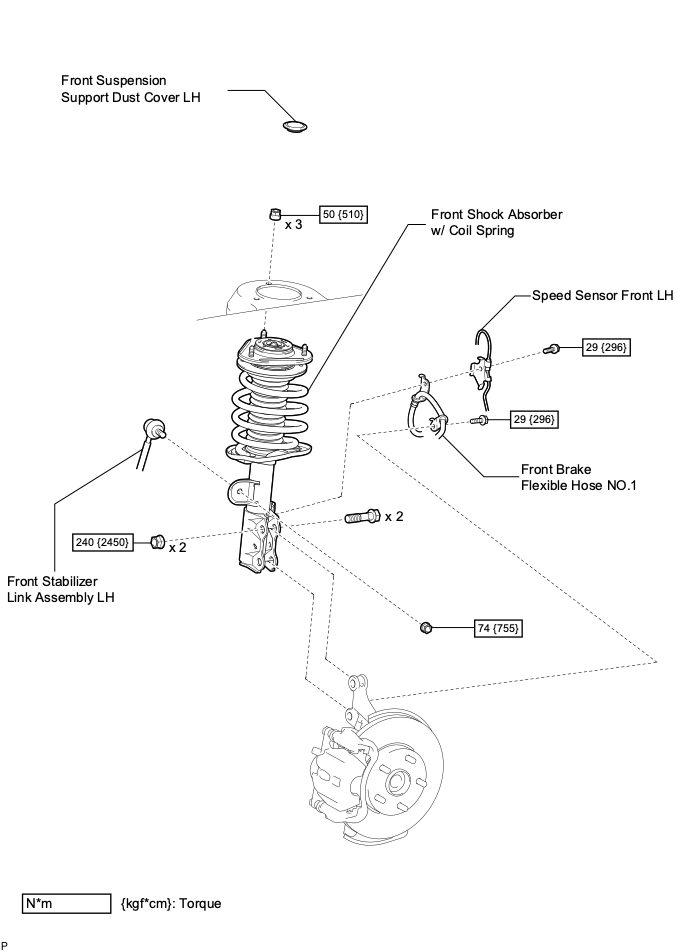 Front Suspension
Support Dust Cover LH
50 {510}
x 3
Front Shock Absorber
w/ Coil Spring
Speed Sensor Front LH
29 {296}
29 {296}
Front Brake
Flexible Hose NO.1
x 2
240 {2450}
x 2
Front Stabilizer
Link Assembly LH
74 {755}
N*m
{kgf*cm}: Torque
P